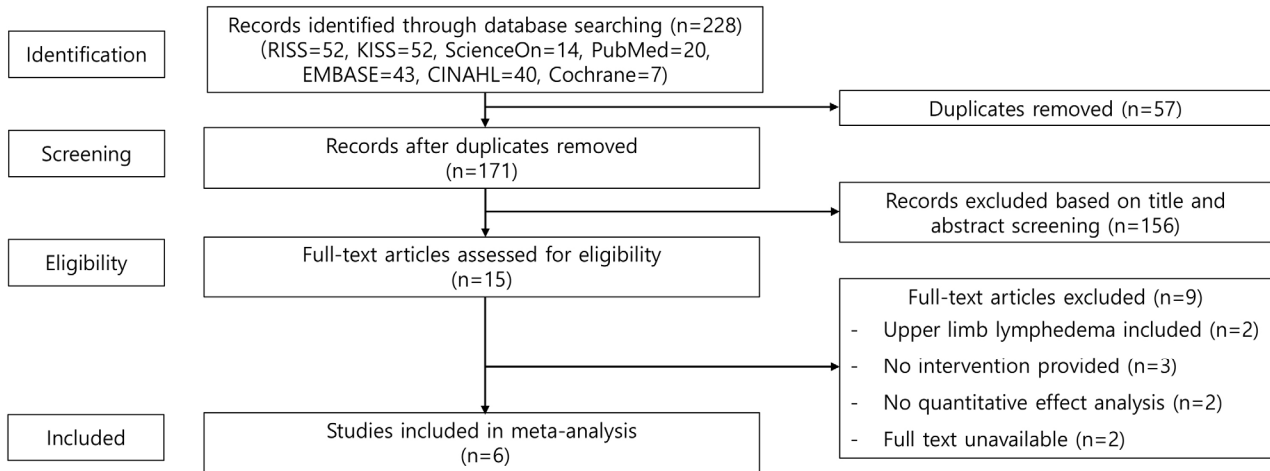 Identification
Records identified through database searching (n=228)
(RISS=52, KISS=52, ScienceOn=14, PubMed=20,
EMBASE=43, CINAHL=40, Cochrane=7)
Duplicates removed (n=57)
Screening
Records after duplicates removed
(n=171)
Records excluded based on title and
abstract screening (n=156)
Eligibility
Full-text articles assessed for eligibility
(n=15)
Full-text articles excluded (n=9)
- Upper limb lymphedema included (n=2)
- No intervention provided (n=3)
- No quantitative effect analysis (n=2)
- Full text unavailable (n=2)
Included
Studies included in meta-analysis
(n=6)